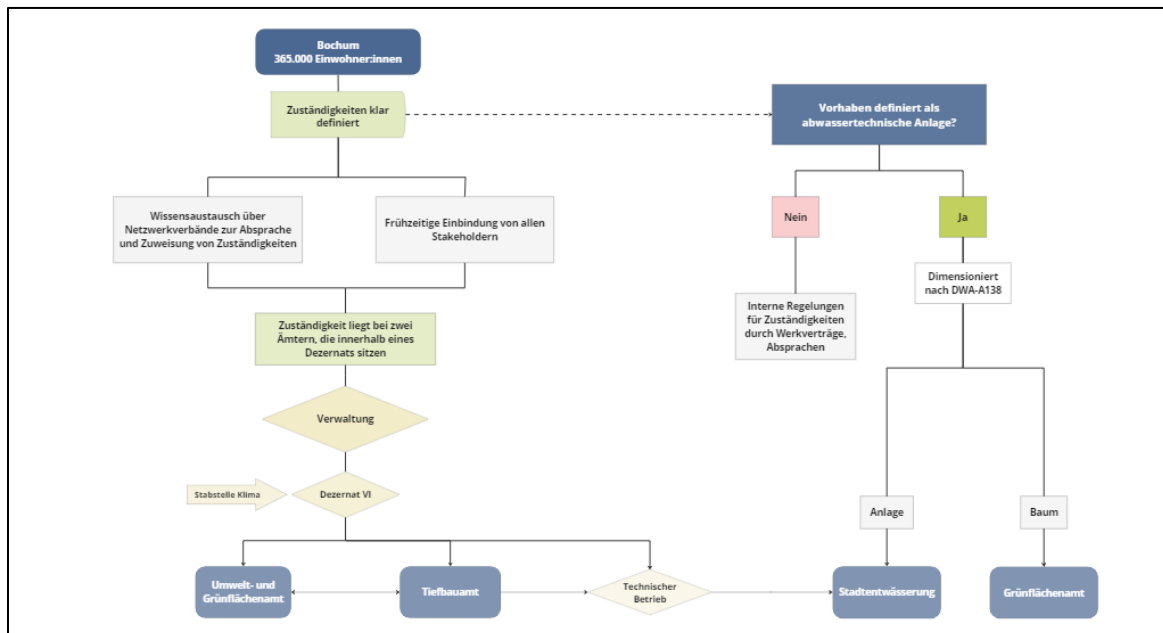 Bochum
365.000 Einwohner:innen
Zuständigkeiten klar
definiert
Vorhaben definiert als
abwassertechnische Anlage?
Wissensaustausch über
Netzwerkverbände zur Absprache
und Zuweisung von Zuständigkeiten
Frühzeitige Einbindung von allen
Stakeholdern
Nein
Ja
Dimensioniert
nach DWA-A138
Interne Regelungen
für Zuständigkeiten
durch Werkverträge,
Absprachen
Zuständigkeit liegt bei zwei
Ämtern, die innerhalb eines
Dezernats sitzen
Verwaltung
Stabstelle Klima
Dezernat VI
Anlage
Baum
Umwelt- und
Grünflächenamt
Tiefbauamt
Technischer
Betrieb
Stadtentwässerung
Grünflächenamt